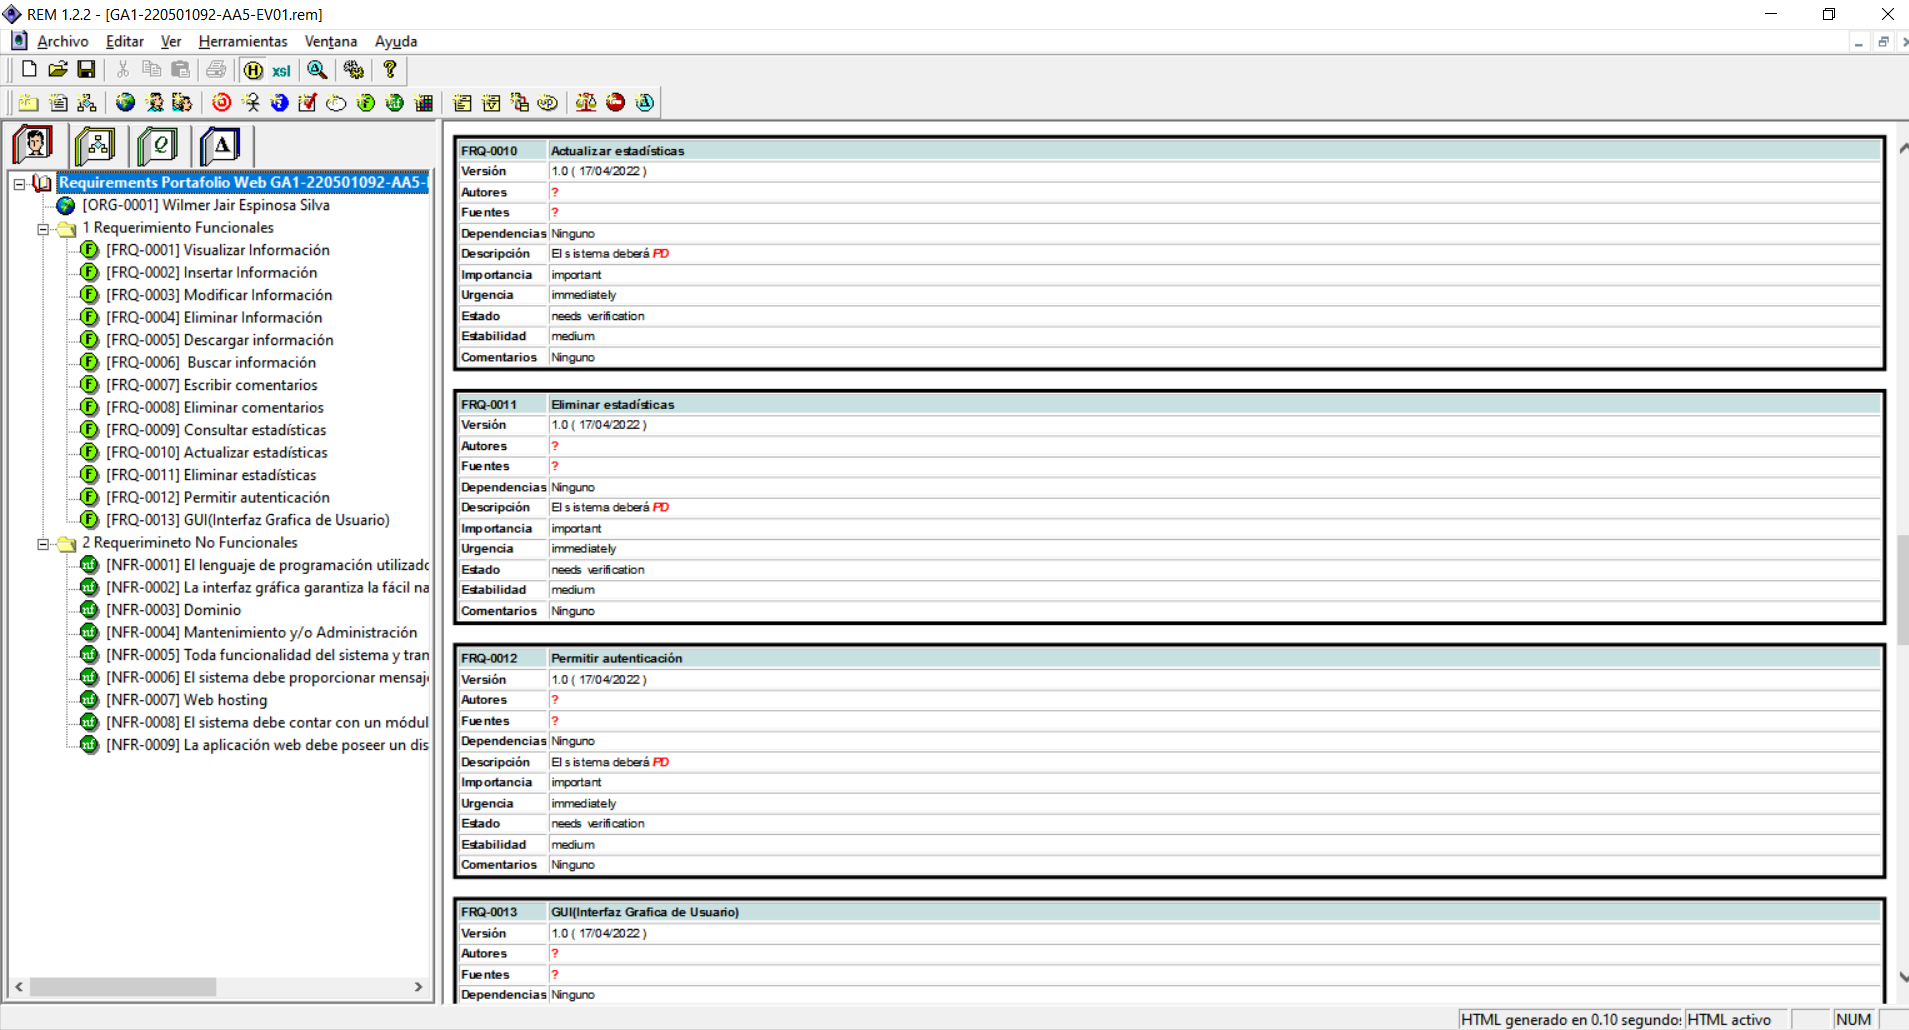 REM 1.2.2 - [GA1-220501092-AA5-EV01.rem]
Archivo Editar Ver Herramientas Ventana Ayuda
H xsl A ?
Q A
Requirements Portafolio Web GA1-220501092-AA5-
[ORG-0001] Wilmer Jair Espinosa Silva
1 Requerimiento Funcionales
[FRQ-0001] Visualizar Información
[FRQ-0002] Insertar Información
[FRQ-0003] Modificar Información
[FRQ-0004] Eliminar Información
[FRQ-0005] Descargar información
[FRQ-0006] Buscar información
[FRQ-0007] Escribir comentarios
[FRQ-0008] Eliminar comentarios
[FRQ-0009] Consultar estadísticas
[FRQ-0010] Actualizar estadísticas
[FRQ-0011] Eliminar estadísticas
[FRQ-0012] Permitir autenticación
[FRQ-0013] GUI(Interfaz Grafica de Usuario)
2 Requerimineto No Funcionales
[NFR-0001] El lenguaje de programación utilizado
[NFR-0002] La interfaz gráfica garantiza la fácil na
[NFR-0003] Dominio
[NFR-0004] Mantenimiento y/o Administración
[NFR-0005] Toda funcionalidad del sistema y tran
[NFR-0006] El sistema debe proporcionar mensaj
[NFR-0007] Web hosting
[NFR-0008] El sistema debe contar con un módul
[NFR-0009] La aplicación web debe poseer un dis
FRQ-0010 Actualizar estadísticas
Versión 1.0 ( 17/04/2022 )
Autores ?
Fuentes ?
Dependencias Ninguno
Descripción El sistema deberá PD
Importancia important
Urgencia immediately
Estado needs verification
Estabilidad medium
Comentarios Ninguno
FRQ-0011 Eliminar estadísticas
Versión 1.0 ( 17/04/2022 )
Autores ?
Fuentes ?
Dependencias Ninguno
Descripción El sistema deberá PD
Importancia important
Urgencia immediately
Estado needs verification
Estabilidad medium
Comentarios Ninguno
FRQ-0012 Permitir autenticación
Versión 1.0 ( 17/04/2022 )
Autores ?
Fuentes ?
Dependencias Ninguno
Descripción El sistema deberá PD
Importancia important
Urgencia immediately
Estado needs verification
Estabilidad medium
Comentarios Ninguno
FRQ-0013 GUI(Interfaz Grafica de Usuario)
Versión 1.0 ( 17/04/2022 )
Autores ?
Fuentes ?
Dependencias Ninguno
HTML generado en 0.10 segundo HTML activo NUM